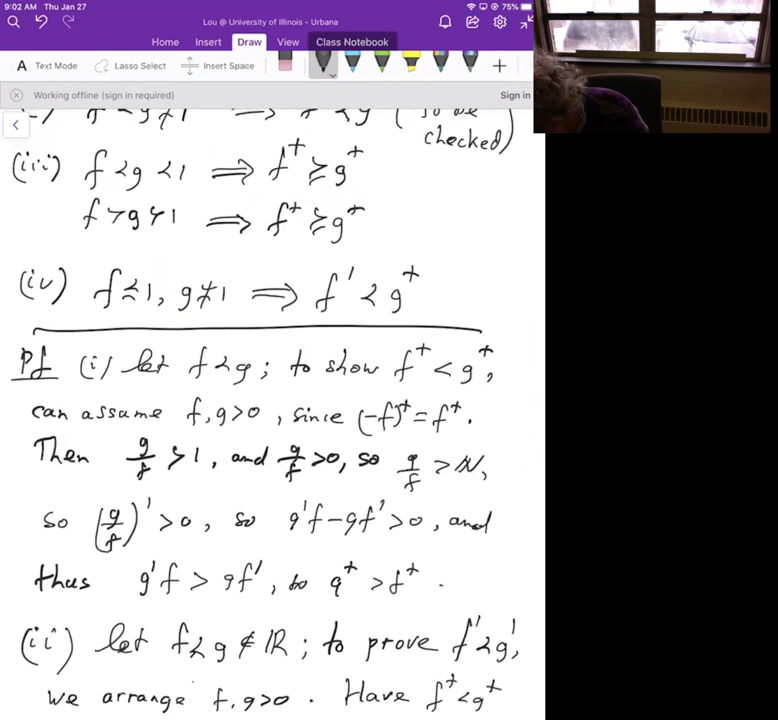 9:02 AM Thu Jan 27
75%
Lou @ University of Illinois - Urbana
Home Insert Draw View Class Notebook
A Text Mode Lasso Select Insert Space
Working offline (sign in required) Sign in
to be
checked)
(iii) f ≺ g ≺ 1 ⟹ f† ≽ g†
f ≻ g ≻ 1 ⟹ f† ≽ g†
(iv) f ≼ 1, g ≭ 1 ⟹ f' ≺ g†
Pf (i) let f ≺ g; to show f† < g†,
can assume f, g > 0, since (-f)† = f†.
Then g/f ≻ 1, and g/f > 0, so g/f > ℕ,
so (g/f)' > 0, so g'f - gf' > 0, and
thus g'f > gf', so g† > f†.
(ii) let f ≺ g ∉ ℝ; to prove f' ≺ g',
we arrange f, g > 0. Have f† < g†